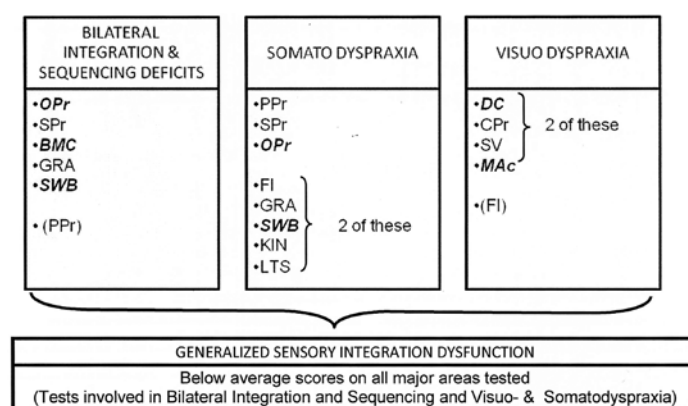 BILATERAL
INTEGRATION &
SEQUENCING DEFICITS
•OPr
•SPr
•BMC
•GRA
•SWB
• (PPr)
SOMATO DYSPRAXIA
•PPr
•SPr
•OPr
•FI
•GRA
•SWB
•KIN
•LTS
2 of these
VISUO DYSPRAXIA
•DC
•CPr
•SV
•MAc
2 of these
•(FI)
GENERALIZED SENSORY INTEGRATION DYSFUNCTION
Below average scores on all major areas tested
(Tests involved in Bilateral Integration and Sequencing and Visuo- & Somatodyspraxia)